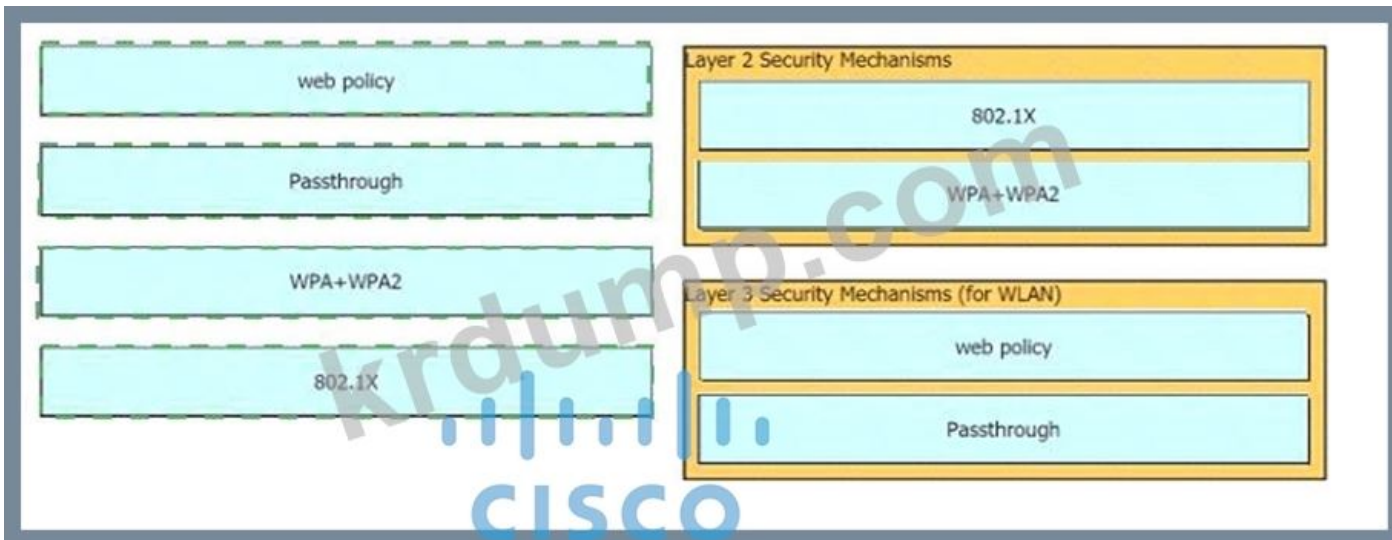 web policy
Passthrough
WPA+WPA2
802.1X
Layer 2 Security Mechanisms
802.1X
WPA+WPA2
Layer 3 Security Mechanisms (for WLAN)
web policy
Passthrough
krdump.com
CISCO